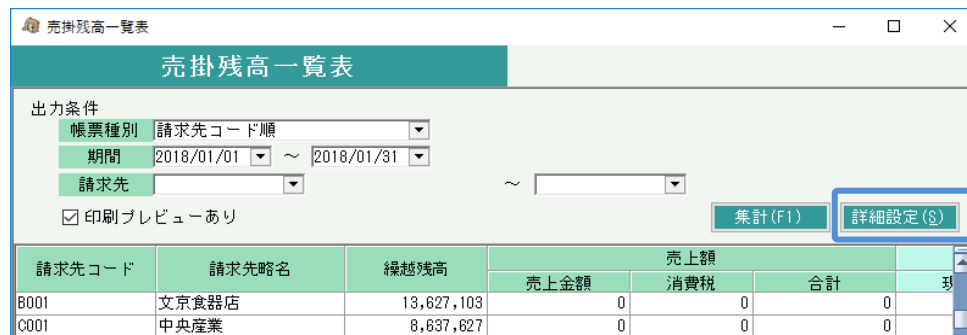 売掛残高一覧表
売掛残高一覧表
出力条件
帳票種別 請求先コード順
期間 2018/01/01 ～ 2018/01/31
請求先 ～
印刷プレビューあり 集計(F1) 詳細設定(S)
請求先コード 請求先略名 繰越残高 売上額
売上金額 消費税 合計
B001 文京食器店 13,627,103 0 0 0
C001 中央産業 8,637,627 0 0 0